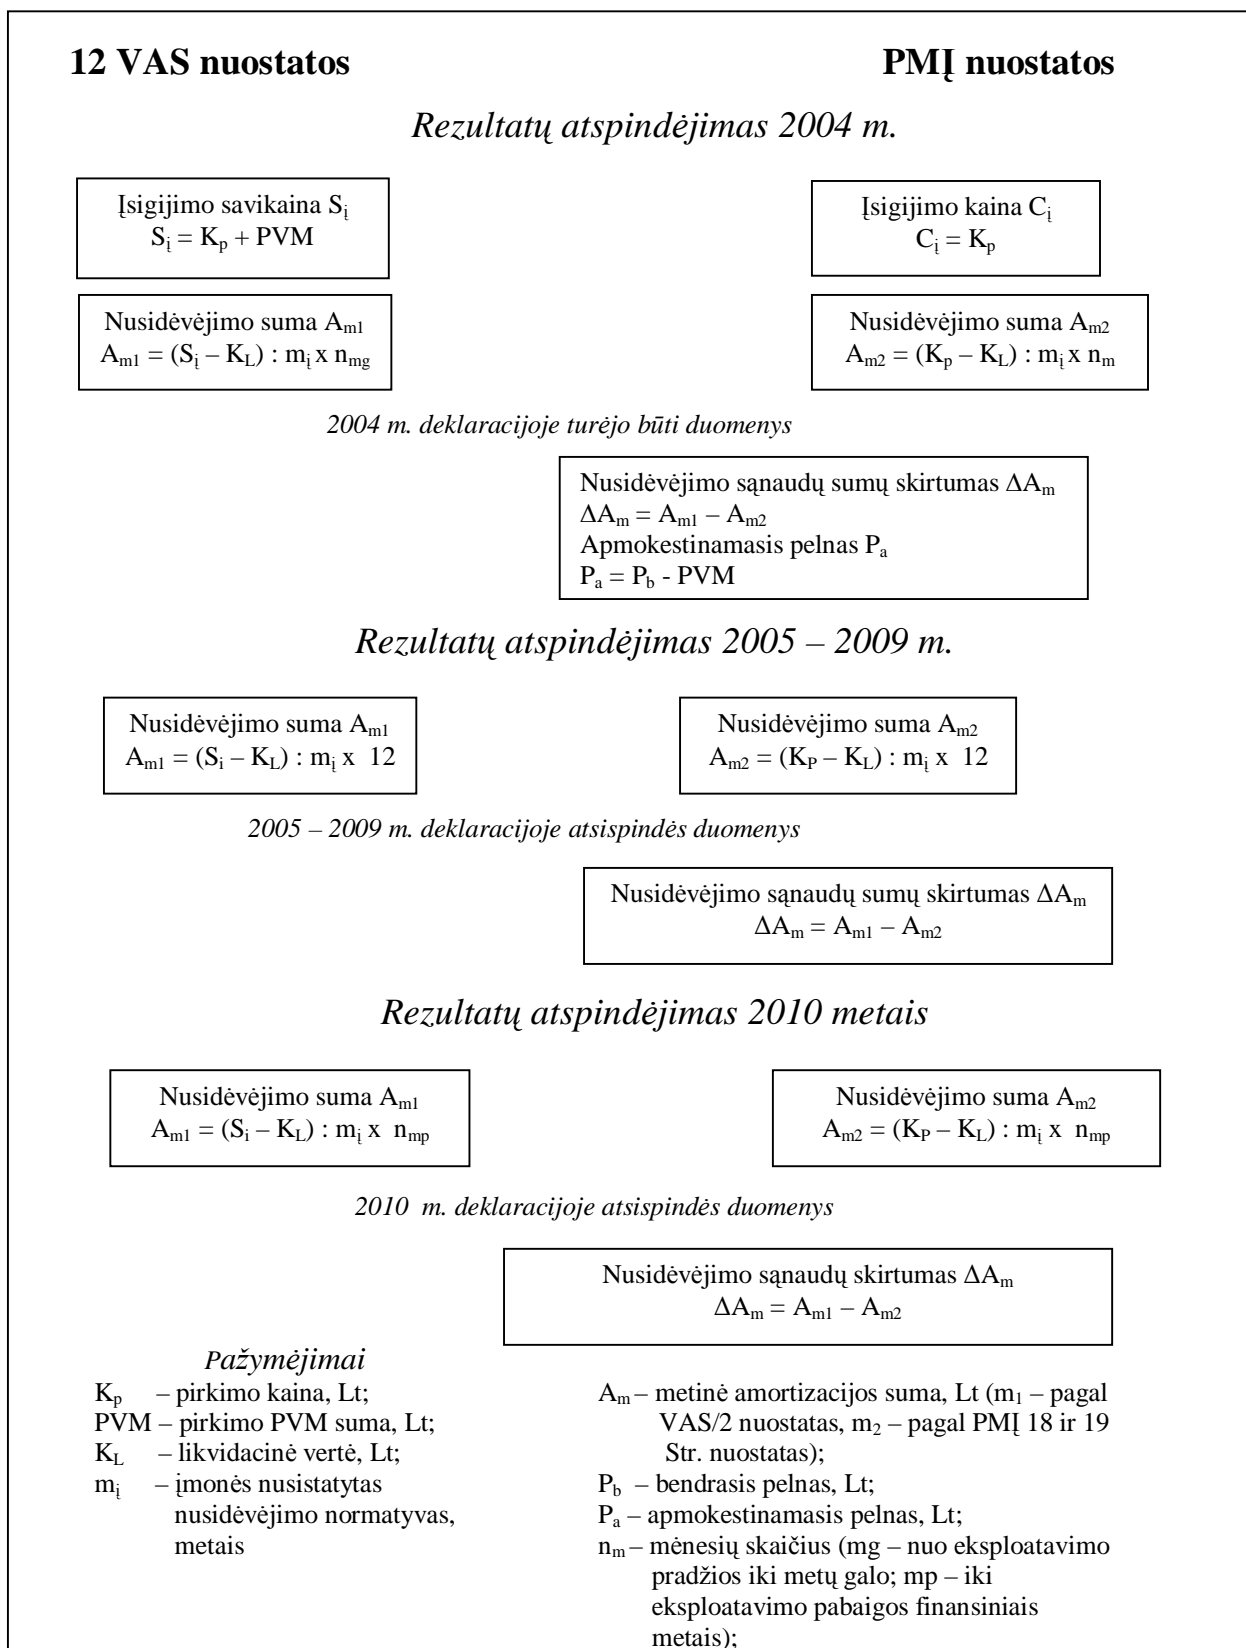 12 VAS nuostatos
PMĮ nuostatos
Rezultatų atspindėjimas 2004 m.
Įsigijimo savikaina Sį
Sį = Kp + PVM
Įsigijimo kaina Cį
Cį = Kp
Nusidėvėjimo suma Am1
Am1 = (Sį – KL) : mį x nmg
Nusidėvėjimo suma Am2
Am2 = (Kp – KL) : mį x nm
2004 m. deklaracijoje turėjo būti duomenys
Nusidėvėjimo sąnaudų sumų skirtumas ΔAm
ΔAm = Am1 – Am2
Apmokestinamasis pelnas Pa
Pa = Pb - PVM
Rezultatų atspindėjimas 2005 – 2009 m.
Nusidėvėjimo suma Am1
Am1 = (Si – KL) : mį x 12
Nusidėvėjimo suma Am2
Am2 = (KP – KL) : mį x 12
2005 – 2009 m. deklaracijoje atsispindės duomenys
Nusidėvėjimo sąnaudų sumų skirtumas ΔAm
ΔAm = Am1 – Am2
Rezultatų atspindėjimas 2010 metais
Nusidėvėjimo suma Am1
Am1 = (Si – KL) : mį x nmp
Nusidėvėjimo suma Am2
Am2 = (KP – KL) : mį x nmp
2010 m. deklaracijoje atsispindės duomenys
Nusidėvėjimo sąnaudų skirtumas ΔAm
ΔAm = Am1 – Am2
Pažymėjimai
Kp – pirkimo kaina, Lt;
PVM – pirkimo PVM suma, Lt;
KL – likvidacinė vertė, Lt;
mį – įmonės nusistatytas
nusidėvėjimo normatyvas,
metais
Am – metinė amortizacijos suma, Lt (m1 – pagal
VAS/2 nuostatas, m2 – pagal PMĮ 18 ir 19
Str. nuostatas);
Pb – bendrasis pelnas, Lt;
Pa – apmokestinamasis pelnas, Lt;
nm – mėnesių skaičius (mg – nuo eksploatavimo
pradžios iki metų galo; mp – iki
eksploatavimo pabaigos finansiniais
metais);